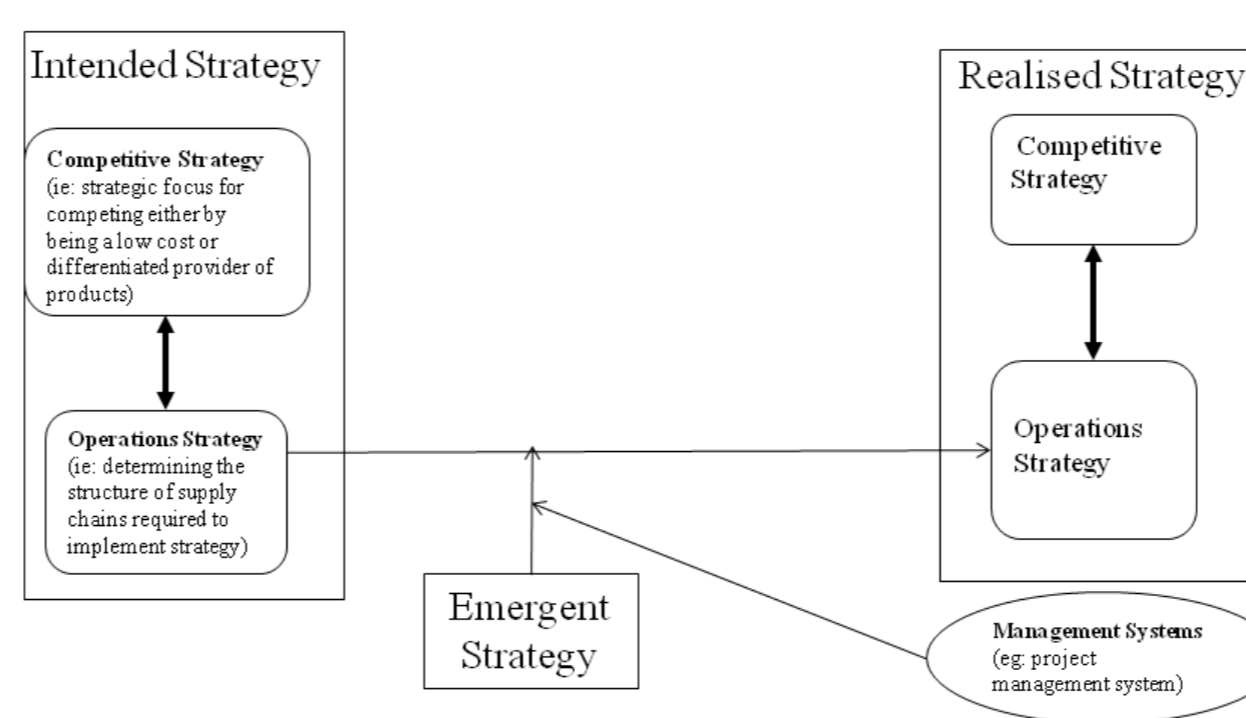 Intended Strategy
Competitive Strategy
(ie: strategic focus for
competing either by
being a low cost or
differentiated provider of
products)
Operations Strategy
(ie: determining the
structure of supply
chains required to
implement strategy)
Emergent
Strategy
Realised Strategy
Competitive
Strategy
Operations
Strategy
Management Systems
(eg: project
management system)